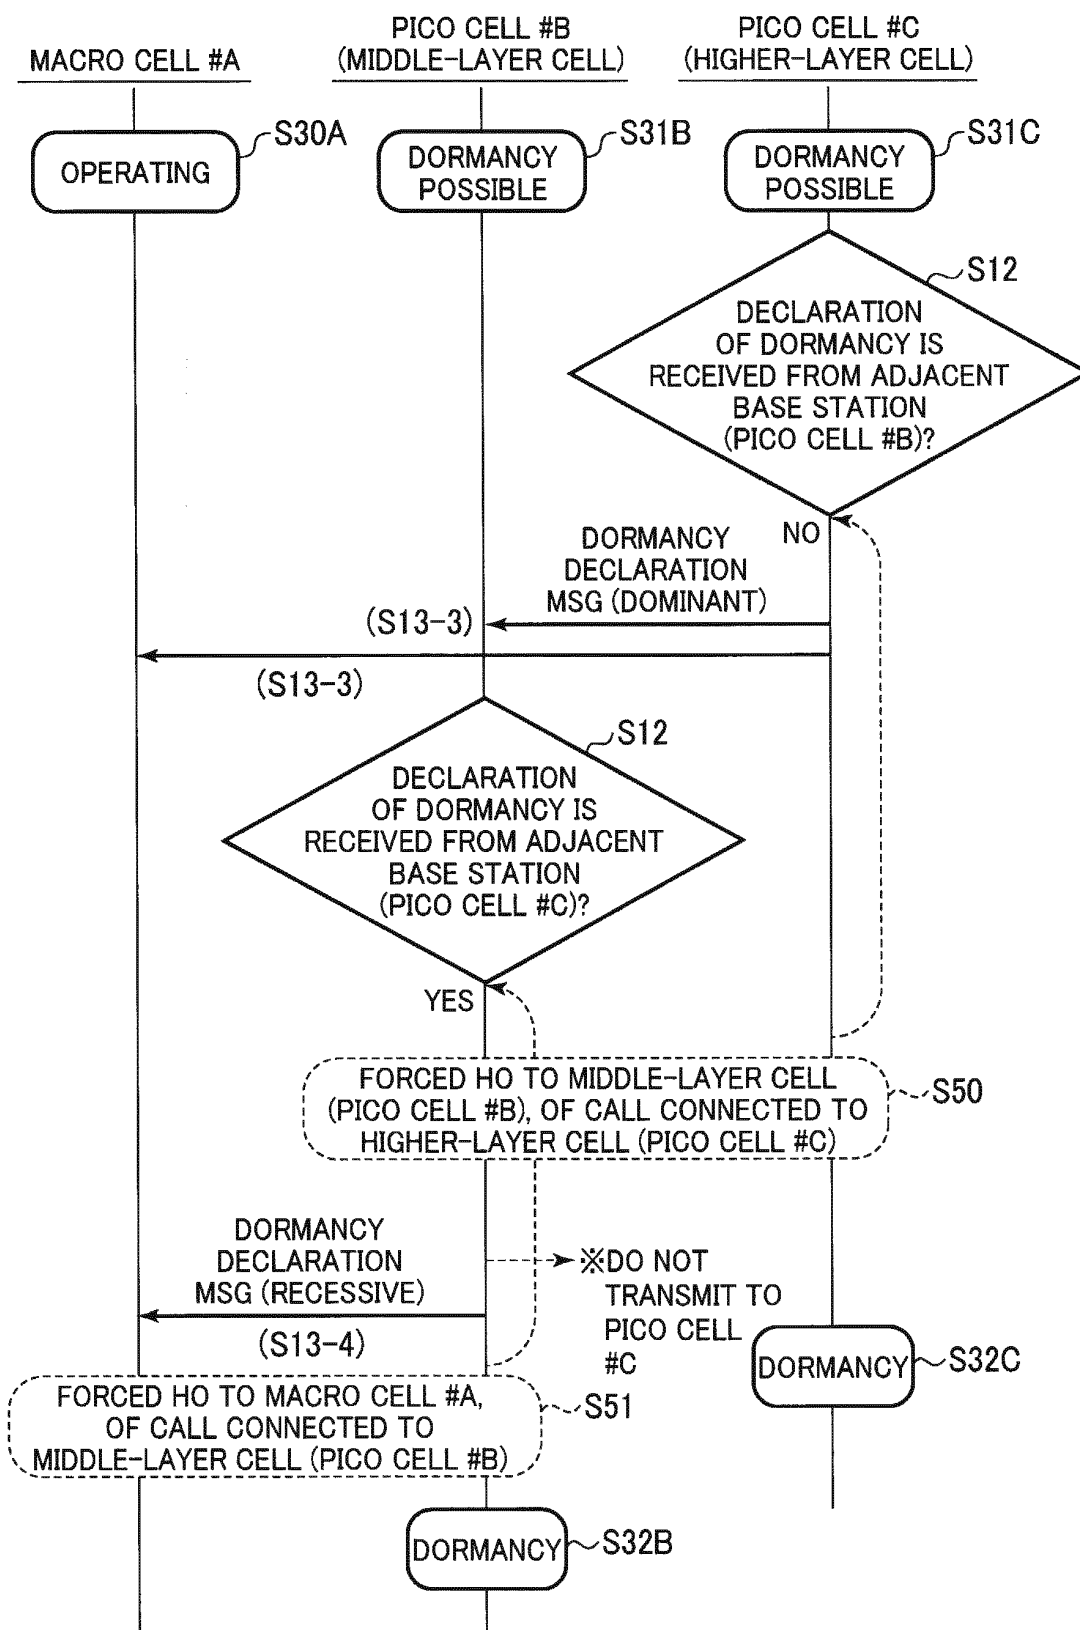 MACRO CELL #A
PICO CELL #B
(MIDDLE-LAYER CELL)
PICO CELL #C
(HIGHER-LAYER CELL)
OPERATING
S30A
DORMANCY
POSSIBLE
S31B
DORMANCY
POSSIBLE
S31C
S12
DECLARATION
OF DORMANCY IS
RECEIVED FROM ADJACENT
BASE STATION
(PICO CELL #B)?
NO
DORMANCY
DECLARATION
MSG (DOMINANT)
(S13-3)
(S13-3)
S12
DECLARATION
OF DORMANCY IS
RECEIVED FROM ADJACENT
BASE STATION
(PICO CELL #C)?
YES
FORCED HO TO MIDDLE-LAYER CELL
(PICO CELL #B), OF CALL CONNECTED TO
HIGHER-LAYER CELL (PICO CELL #C)
S50
DORMANCY
DECLARATION
MSG (RECESSIVE)
(S13-4)
※DO NOT
TRANSMIT TO
PICO CELL
#C
DORMANCY
S32C
FORCED HO TO MACRO CELL #A,
OF CALL CONNECTED TO
MIDDLE-LAYER CELL (PICO CELL #B)
S51
DORMANCY
S32B